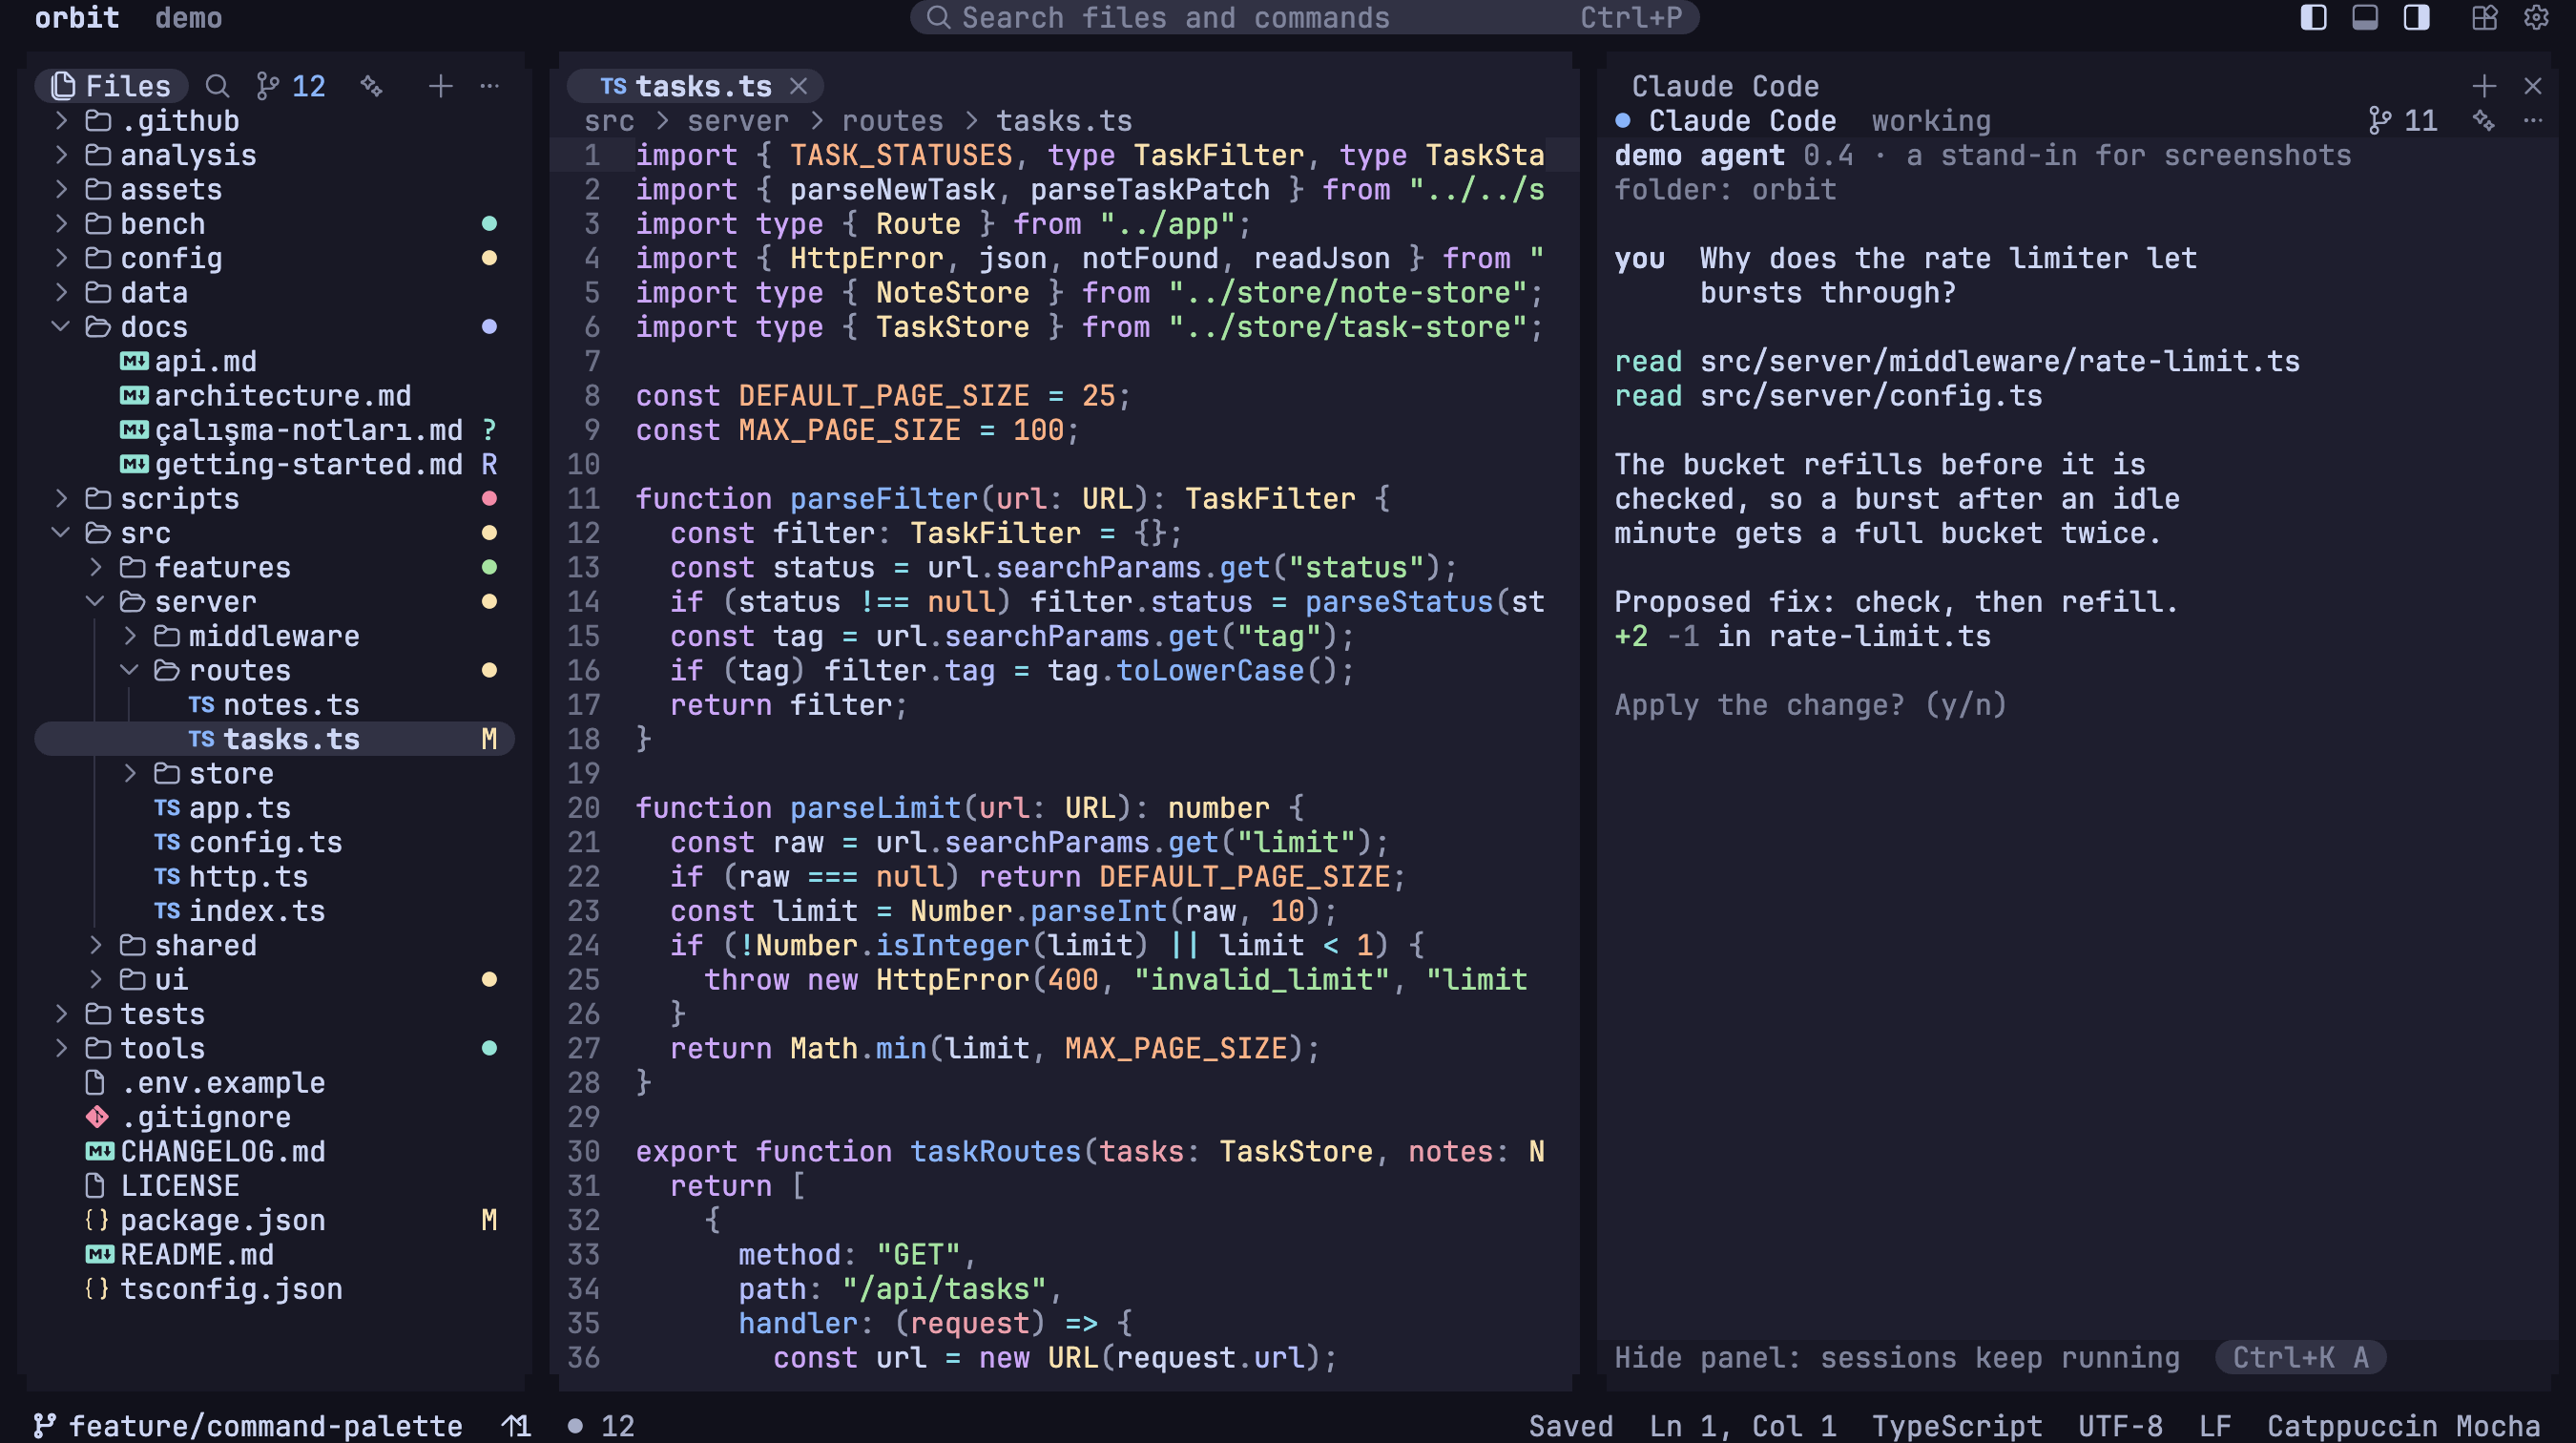 orbit demo
Search files and commands Ctrl+P
Files 12
.github
analysis
assets
bench
config
data
docs
api.md
architecture.md
çalışma-notları.md ?
getting-started.md R
scripts
src
features
server
middleware
routes
TS notes.ts
TS tasks.ts M
store
TS app.ts
TS config.ts
TS http.ts
TS index.ts
shared
ui
tests
tools
.env.example
.gitignore
CHANGELOG.md
LICENSE
{} package.json M
README.md
{} tsconfig.json
TS tasks.ts
src > server > routes > tasks.ts
1 import { TASK_STATUSES, type TaskFilter, type TaskSta
2 import { parseNewTask, parseTaskPatch } from "../../s
3 import type { Route } from "../app";
4 import { HttpError, json, notFound, readJson } from "
5 import type { NoteStore } from "../store/note-store";
6 import type { TaskStore } from "../store/task-store";
7
8 const DEFAULT_PAGE_SIZE = 25;
9 const MAX_PAGE_SIZE = 100;
10
11 function parseFilter(url: URL): TaskFilter {
12 const filter: TaskFilter = {};
13 const status = url.searchParams.get("status");
14 if (status !== null) filter.status = parseStatus(st
15 const tag = url.searchParams.get("tag");
16 if (tag) filter.tag = tag.toLowerCase();
17 return filter;
18 }
19
20 function parseLimit(url: URL): number {
21 const raw = url.searchParams.get("limit");
22 if (raw === null) return DEFAULT_PAGE_SIZE;
23 const limit = Number.parseInt(raw, 10);
24 if (!Number.isInteger(limit) || limit < 1) {
25 throw new HttpError(400, "invalid_limit", "limit
26 }
27 return Math.min(limit, MAX_PAGE_SIZE);
28 }
29
30 export function taskRoutes(tasks: TaskStore, notes: N
31 return [
32 {
33 method: "GET",
34 path: "/api/tasks",
35 handler: (request) => {
36 const url = new URL(request.url);
Claude Code
Claude Code working 11
demo agent 0.4 · a stand-in for screenshots
folder: orbit
you Why does the rate limiter let
bursts through?
read src/server/middleware/rate-limit.ts
read src/server/config.ts
The bucket refills before it is
checked, so a burst after an idle
minute gets a full bucket twice.
Proposed fix: check, then refill.
+2 -1 in rate-limit.ts
Apply the change? (y/n)
Hide panel: sessions keep running Ctrl+K A
feature/command-palette ↑1 ● 12
Saved Ln 1, Col 1 TypeScript UTF-8 LF Catppuccin Mocha